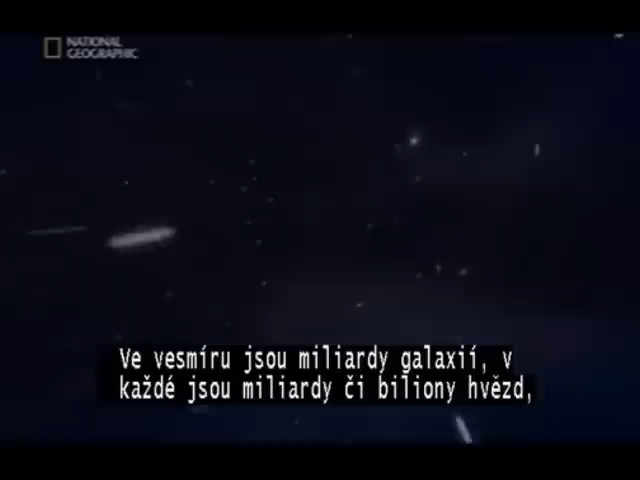 NATIONAL
GEOGRAPHIC
Ve vesmíru jsou miliardy galaxií, v
každé jsou miliardy či biliony hvězd,